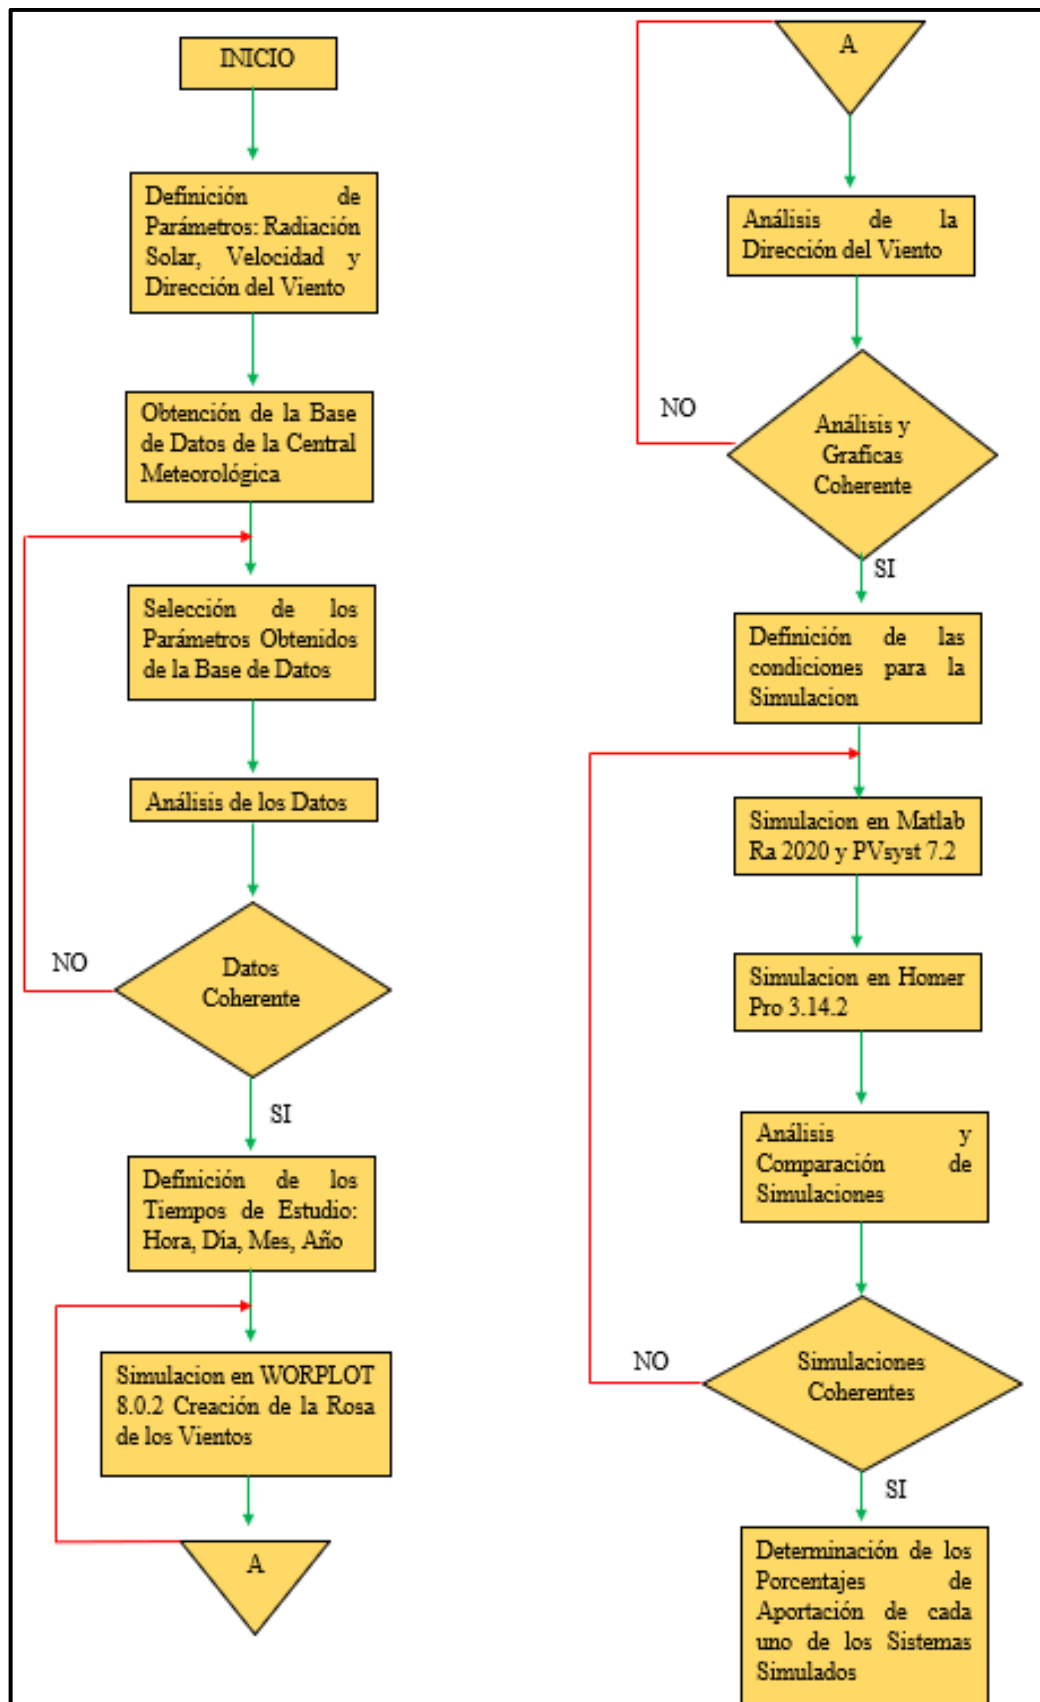 INICIO
Definición de
Parámetros: Radiación
Solar, Velocidad y
Dirección del Viento
Obtención de la Base
de Datos de la Central
Meteorológica
Selección de los
Parámetros Obtenidos
de la Base de Datos
Análisis de los Datos
NO
Datos
Coherente
SI
Definición de los
Tiempos de Estudio:
Hora, Dia, Mes, Año
Simulacion en WORPLOT
8.0.2 Creación de la Rosa
de los Vientos
A
A
Análisis de la
Dirección del Viento
NO
Análisis y
Grafícas
Coherente
SI
Definición de las
condiciones para la
Simulacion
Simulacion en Matlab
Ra 2020 y PVsyst 7.2
Simulacion en Homer
Pro 3.14.2
Análisis y
Comparación de
Simulaciones
NO
Simulaciones
Coherentes
SI
Determinación de los
Porcentajes de
Aportación de cada
uno de los Sistemas
Simulados